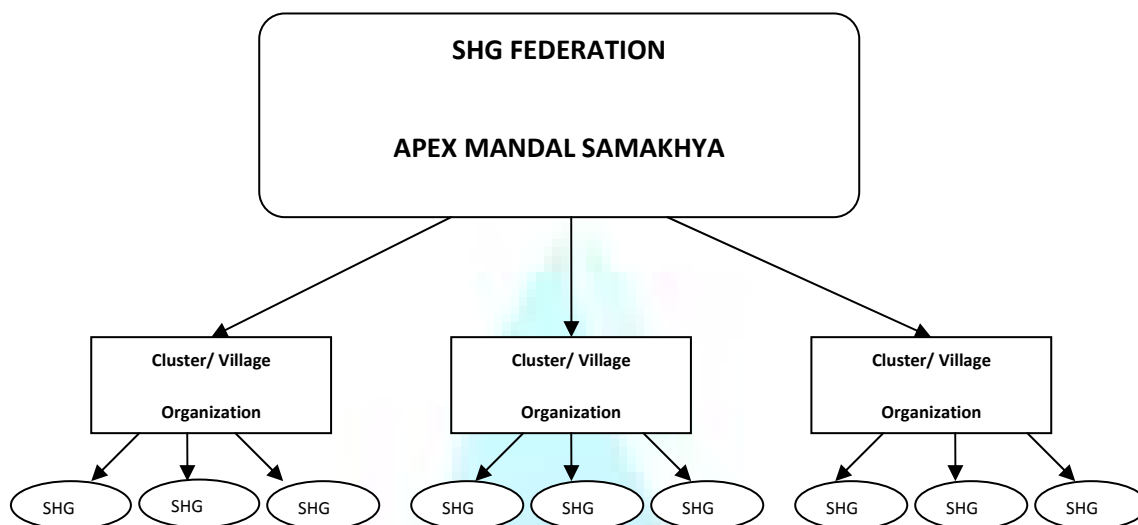 SHG FEDERATION
APEX MANDAL SAMAKHYA
Cluster/ Village
Organization
Cluster/ Village
Organization
Cluster/ Village
Organization
SHG
SHG
SHG
SHG
SHG
SHG
SHG
SHG
SHG